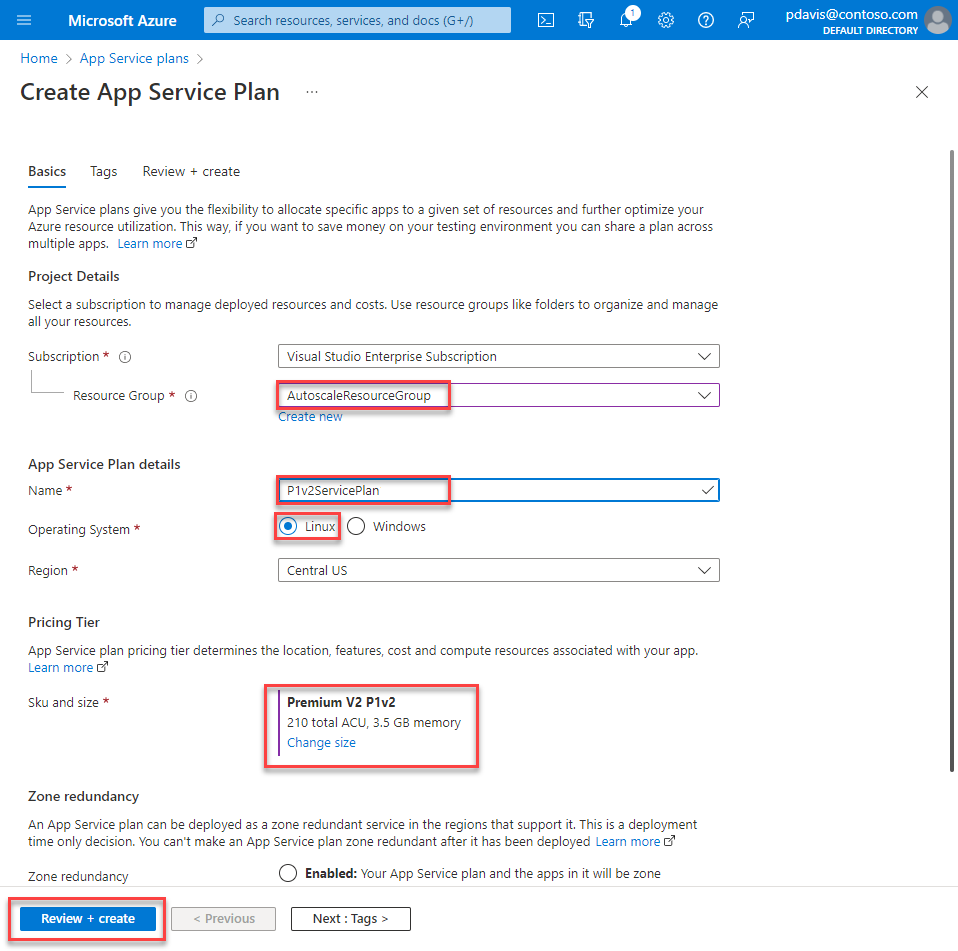 Microsoft Azure
Search resources, services, and docs (G+/)
1
pdavis@contoso.com
DEFAULT DIRECTORY
Home > App Service plans >
Create App Service Plan ...
Basics Tags Review + create
App Service plans give you the flexibility to allocate specific apps to a given set of resources and further optimize your
Azure resource utilization. This way, if you want to save money on your testing environment you can share a plan across
multiple apps. Learn more
Project Details
Select a subscription to manage deployed resources and costs. Use resource groups like folders to organize and manage
all your resources.
Subscription *
Visual Studio Enterprise Subscription
Resource Group *
AutoscaleResourceGroup
Create new
App Service Plan details
Name *
P1v2ServicePlan
Operating System *
Linux Windows
Region *
Central US
Pricing Tier
App Service plan pricing tier determines the location, features, cost and compute resources associated with your app.
Learn more
Sku and size *
Premium V2 P1v2
210 total ACU, 3.5 GB memory
Change size
Zone redundancy
An App Service plan can be deployed as a zone redundant service in the regions that support it. This is a deployment
time only decision. You can't make an App Service plan zone redundant after it has been deployed Learn more
Zone redundancy
Enabled: Your App Service plan and the apps in it will be zone
Review + create < Previous Next : Tags >